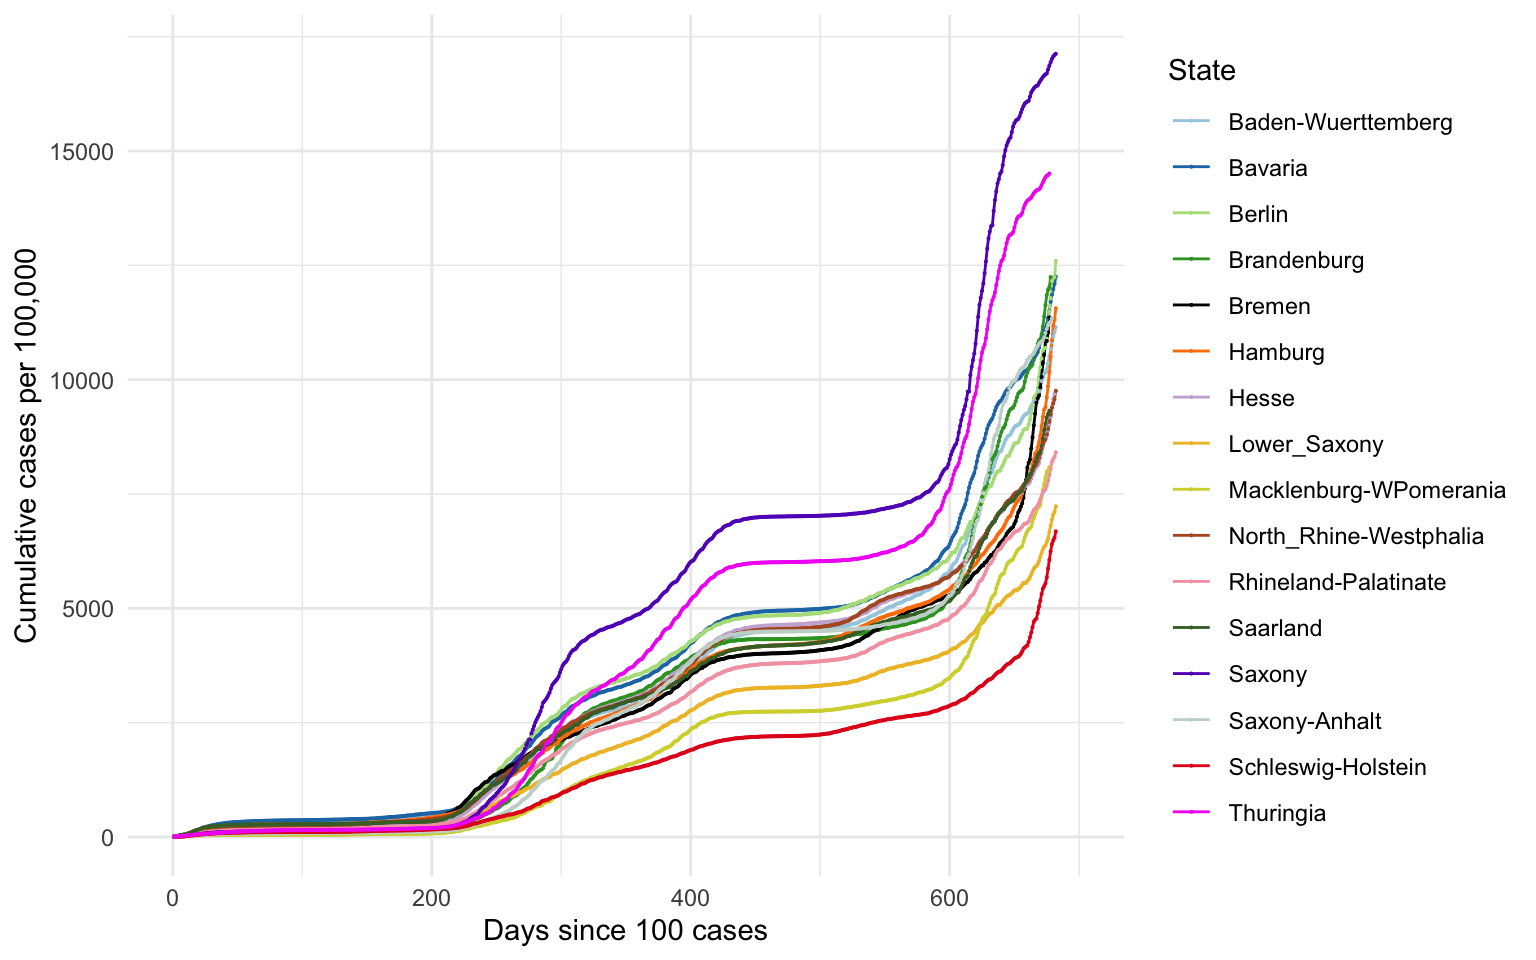 State
Baden-Wuerttemberg
Bavaria
Berlin
Brandenburg
Bremen
Hamburg
Hesse
Lower_Saxony
Macklenburg-WPomerania
North_Rhine-Westphalia
Rhineland-Palatinate
Saarland
Saxony
Saxony-Anhalt
Schleswig-Holstein
Thuringia
Cumulative cases per 100,000
15000
10000
5000
0
0 200 400 600
Days since 100 cases